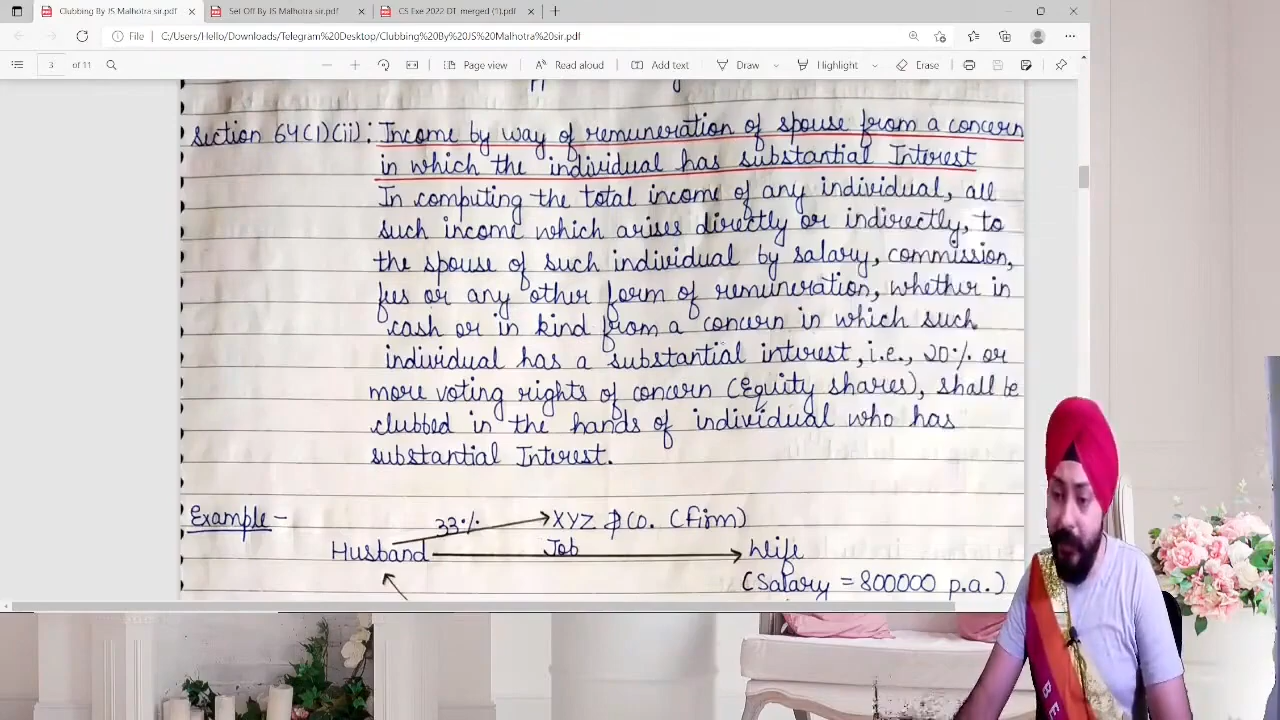 Clubbing By JS Malhotra sir.pdf
Set Off By JS Malhotra sir.pdf
CS Exe 2022 DT merged (1).pdf
File
C:/Users/Hello/Downloads/Telegram%20Desktop/Clubbing%20By%20JS%20Malhotra%20sir.pdf
3 of 11
Page view
Read aloud
Add text
Draw
Highlight
Erase
Section 64(1)(ii): Income by way of remuneration of spouse from a concern
in which the individual has substantial Interest
In computing the total income of any individual, all
such income which arises directly or indirectly, to
the spouse of such individual by salary, commission,
fees or any other form of remuneration, whether in
cash or in kind from a concern in which such
individual has a substantial interest, i.e., 20% or
more voting rights of concern (Equity shares), shall be
clubbed in the hands of individual who has
substantial Interest.
Example -
33% XYZ & Co. (Firm)
Husband Job Wife
(Salary = 800000 p.a.)
B E